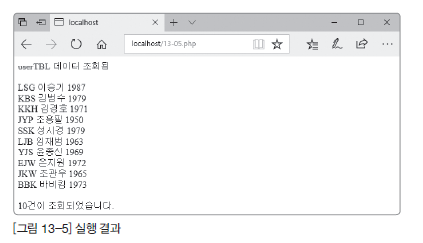 localhost
localhost/13-05.php
userTBL 데이터 조회됨
LSG 이승기 1987
KBS 김범수 1979
KKH 김경호 1971
JYP 조용필 1950
SSK 성시경 1979
LJB 임재범 1963
YJS 윤종신 1969
EJW 은지원 1972
JKW 조관우 1965
BBK 바비킴 1973
10건이 조회되었습니다.
[그림 13-5] 실행 결과